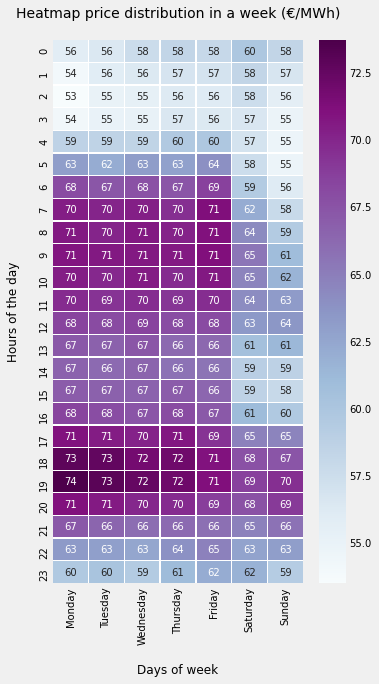 Heatmap price distribution in a week (€/MWh)
0 56 56 58 58 58 60 58
1 54 56 56 57 57 58 57
2 53 55 55 56 56 58 56
3 54 55 55 57 56 57 55
4 59 59 59 60 60 57 55
5 63 62 63 63 64 58 55
6 68 67 68 67 69 59 56
7 70 70 70 70 71 62 58
8 71 70 71 70 71 64 59
9 71 71 71 71 71 65 61
10 70 70 71 70 71 65 62
11 70 69 70 69 70 64 63
12 68 68 69 68 68 63 64
13 67 67 67 66 66 61 61
14 67 66 67 66 66 59 59
15 67 67 67 67 66 59 58
16 68 68 67 68 67 61 60
17 71 71 70 71 69 65 65
18 73 73 72 72 71 68 67
19 74 73 72 72 71 69 70
20 71 71 70 70 69 68 69
21 67 66 66 66 66 65 66
22 63 63 63 64 65 63 63
23 60 60 59 61 62 62 59
Hours of the day
Monday
Tuesday
Wednesday
Thursday
Friday
Saturday
Sunday
Days of week
72.5
70.0
67.5
65.0
62.5
60.0
57.5
55.0